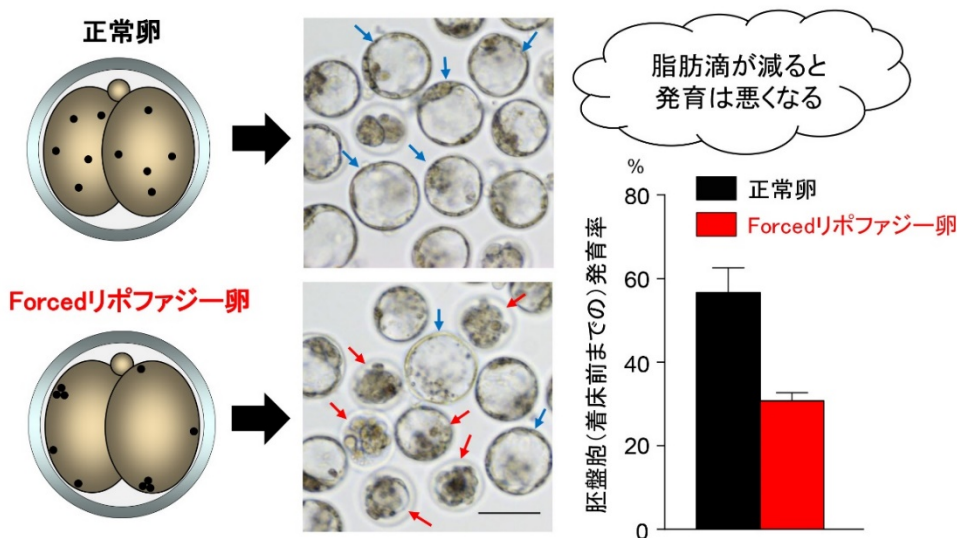 正常卵
Forcedリポファジー卵
脂肪滴が減ると
発育は悪くなる
%
80
60
40
20
0
胚盤胞(着床前までの)発育率
正常卵
Forcedリポファジー卵